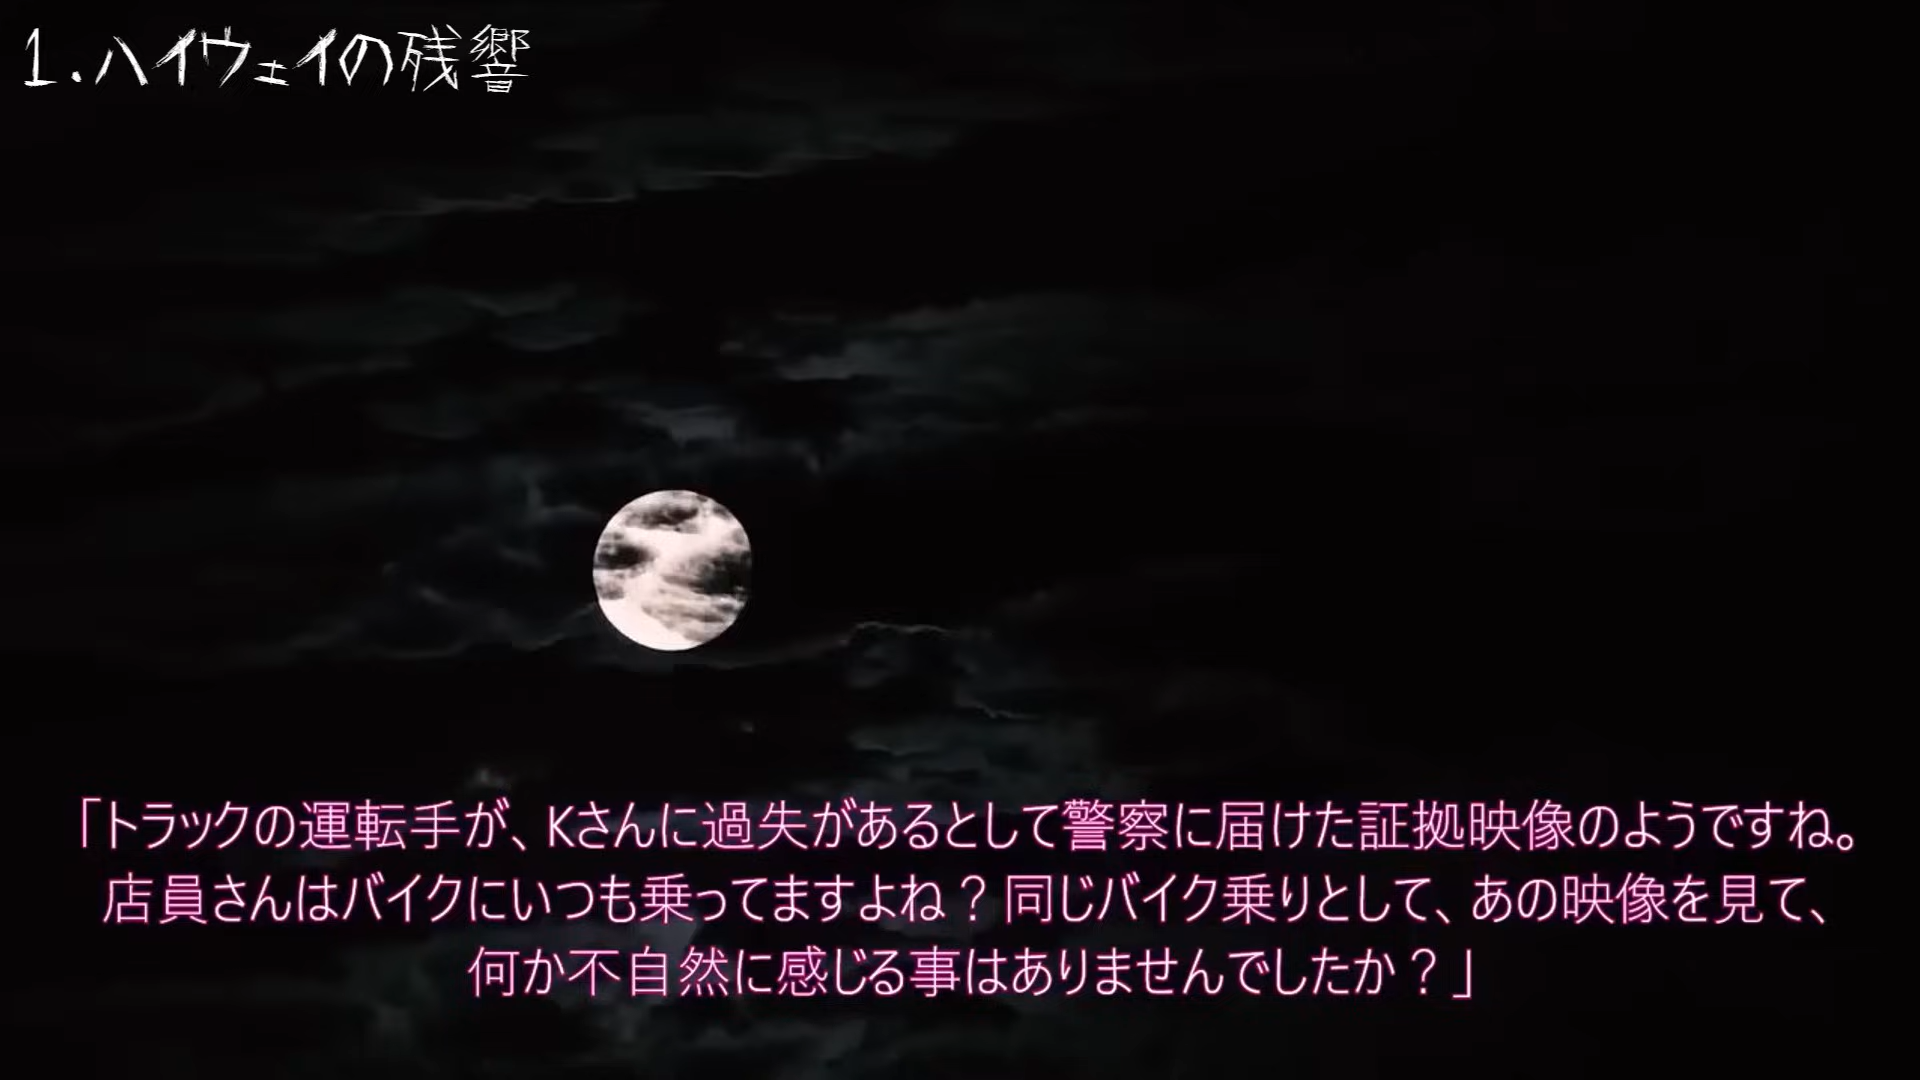 1.ハイウェイの残響
「トラックの運転手が、Kさんに過失があるとして警察に届けた証拠映像のようですね。
店員さんはバイクにいつも乗ってますよね？同じバイク乗りとして、あの映像を見て、
何か不自然に感じる事はありませんでしたか？」